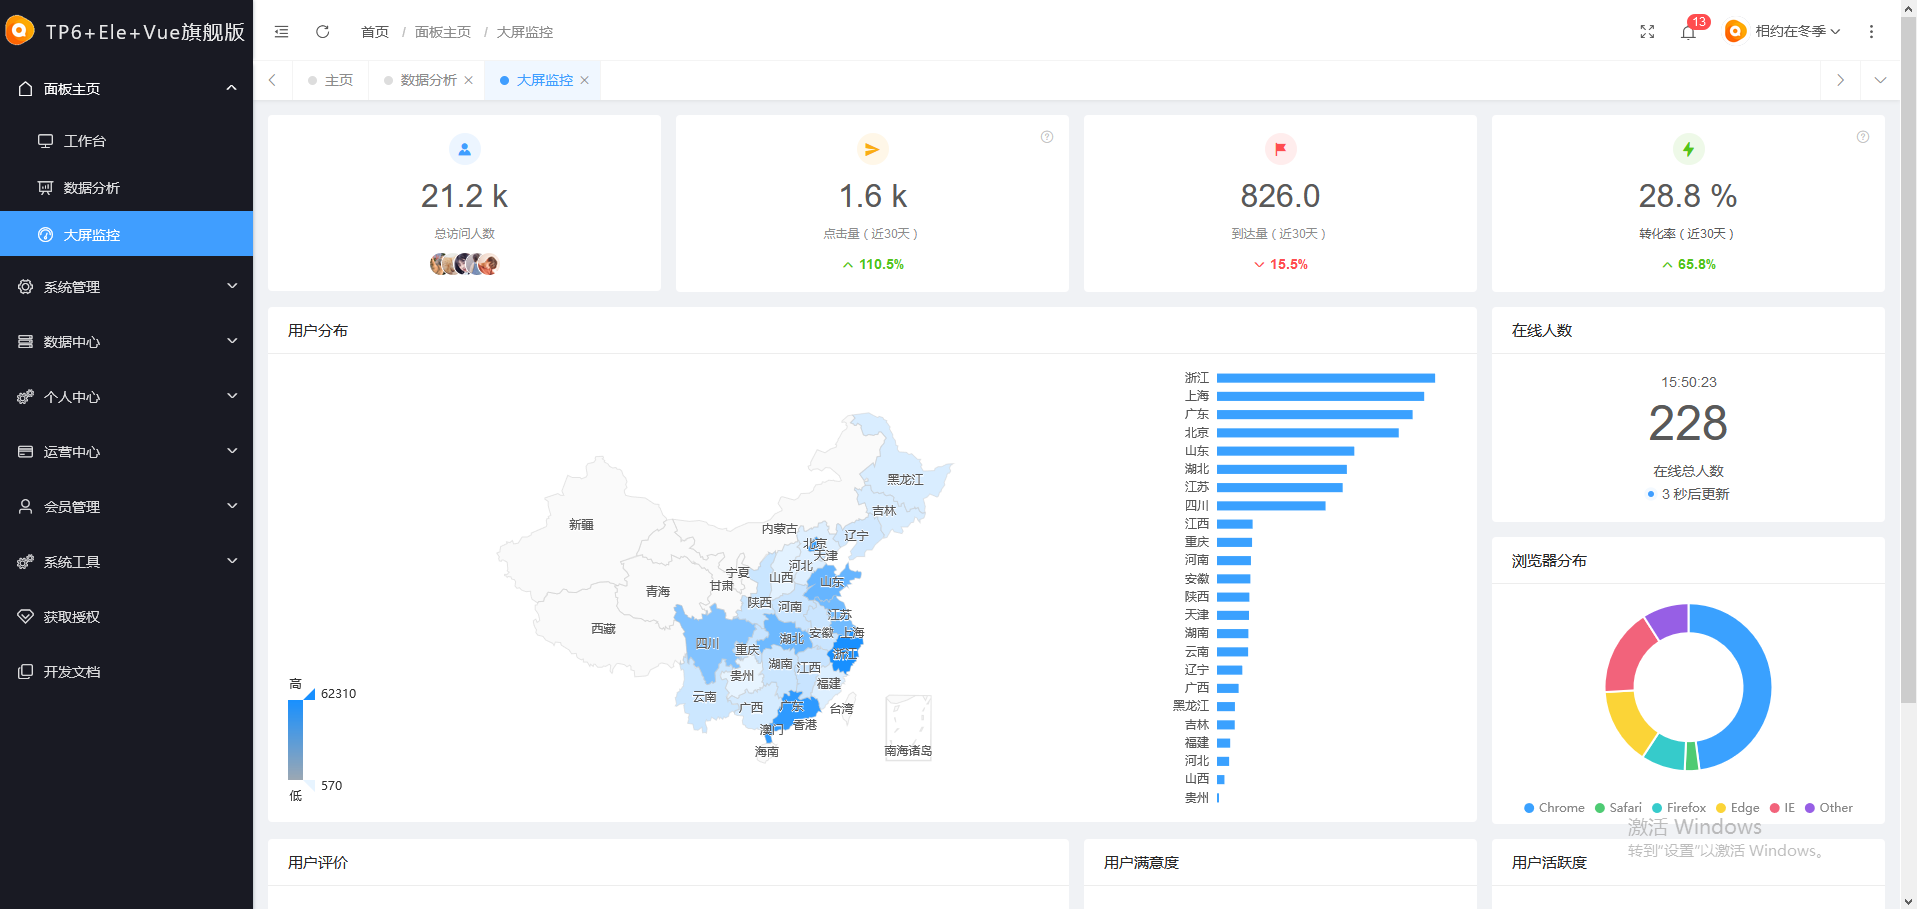 TP6+Ele+Vue旗舰版
首页 / 面板主页 / 大屏监控
13
相约在冬季
主页
数据分析
大屏监控
面板主页
工作台
数据分析
大屏监控
系统管理
数据中心
个人中心
运营中心
会员管理
系统工具
获取授权
开发文档
21.2 k
总访问人数
1.6 k
点击量（近30天）
110.5%
826.0
到达量（近30天）
15.5%
28.8 %
转化率（近30天）
65.8%
用户分布
黑龙江
吉林
新疆
内蒙古
辽宁
北京
天津
河北
宁夏
山西
山东
甘肃
青海
陕西
河南
江苏
西藏
安徽
上海
湖北
四川
重庆
浙江
湖南
江西
贵州
福建
云南
广西
广东
台湾
澳门
香港
海南
南海诸岛
高
62310
570
低
浙江
上海
广东
北京
山东
湖北
江苏
四川
江西
重庆
河南
安徽
陕西
天津
湖南
云南
辽宁
广西
黑龙江
吉林
福建
河北
山西
贵州
在线人数
15:50:23
228
在线总人数
3 秒后更新
浏览器分布
Chrome Safari Firefox Edge IE Other
激活 Windows
转到"设置"以激活 Windows。
用户评价
用户满意度
用户活跃度